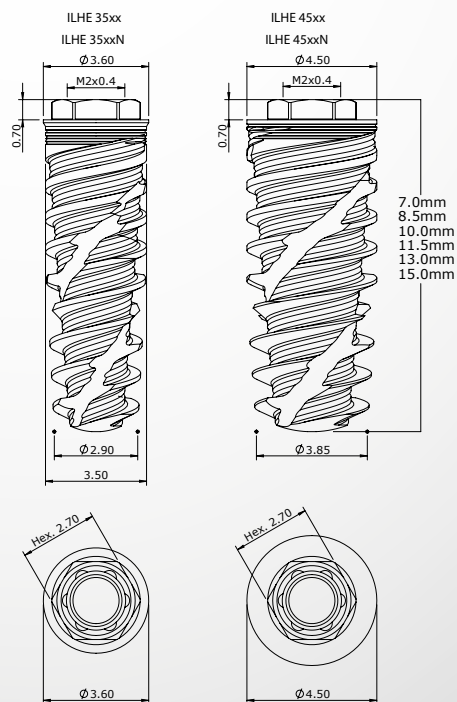 ILHE 35xx
ILHE 35xxN
Ø3.60
M2x0.4
0.70
Ø2.90
3.50
ILHE 45xx
ILHE 45xxN
Ø4.50
M2x0.4
0.70
7.0mm
8.5mm
10.0mm
11.5mm
13.0mm
15.0mm
Ø3.85
Hex. 2.70
Ø3.60
Hex. 2.70
Ø4.50